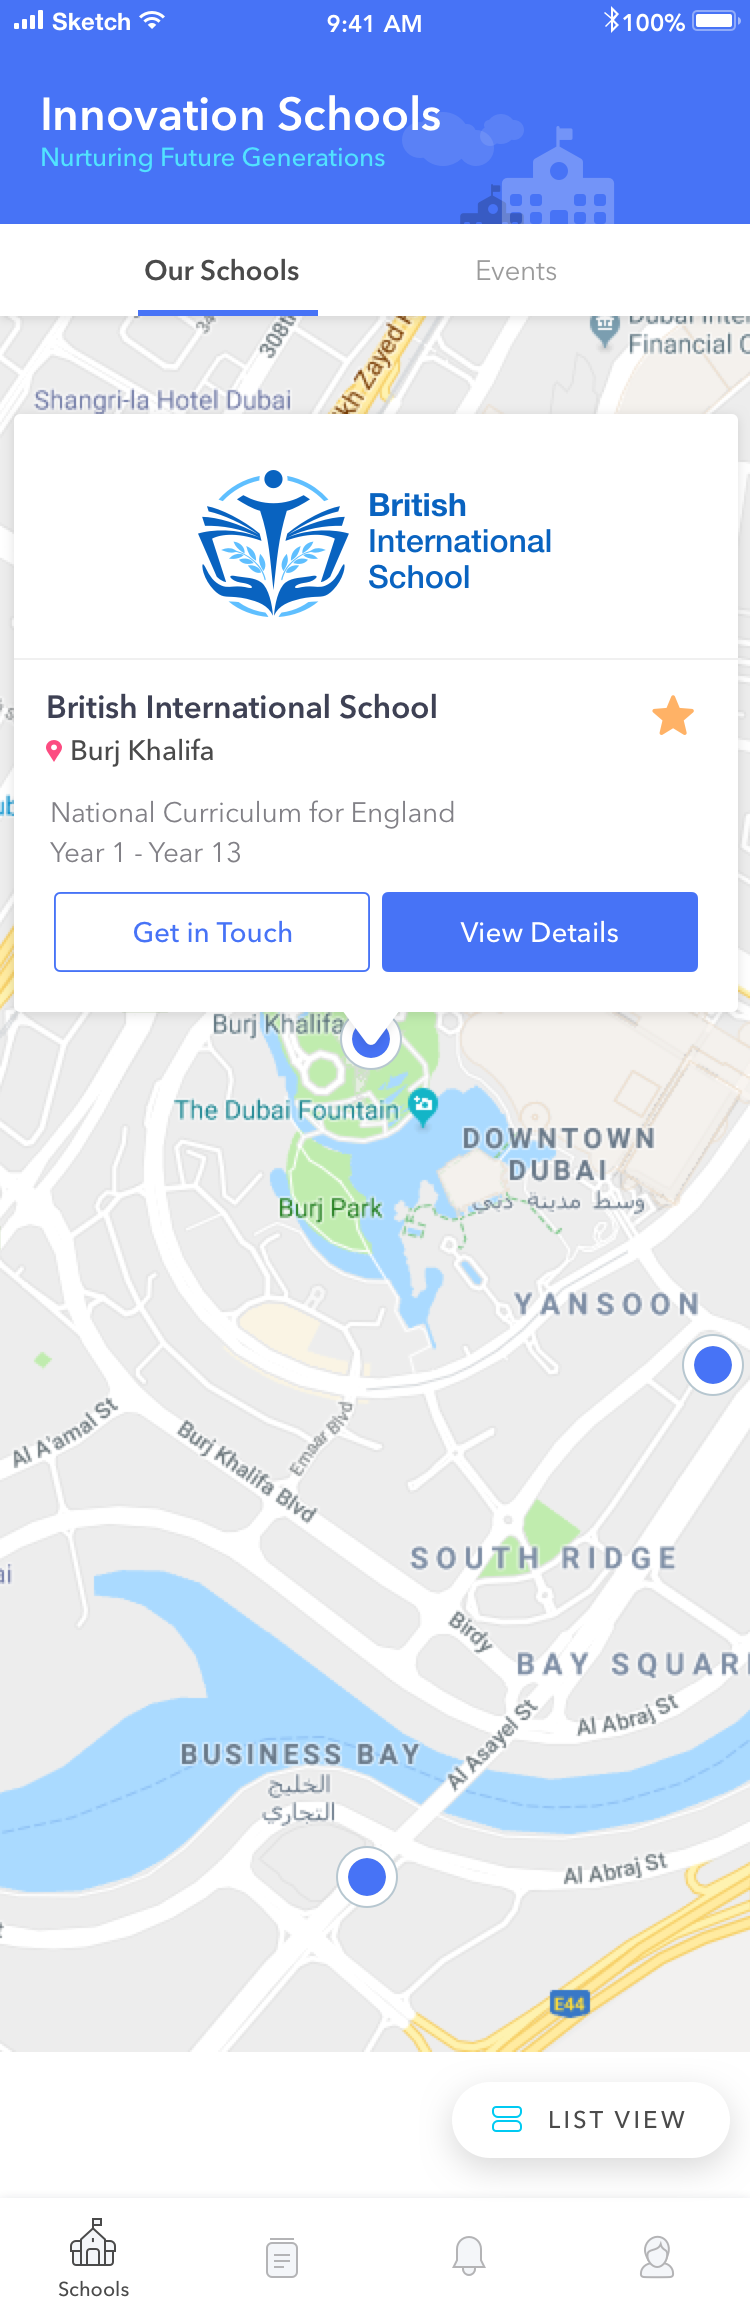 Sketch 9:41 AM 100%
Innovation Schools
Nurturing Future Generations
Our Schools Events
308th
kh Zayed
Dubai Inter
Financial C
Shangri-la Hotel Dubai
British
International
School
British International School
Burj Khalifa
National Curriculum for England
Year 1 - Year 13
Get in Touch View Details
Burj Khalifa
The Dubai Fountain
DOWNTOWN
DUBAI
وسط مدينة دبي
Burj Park
YANSOON
Al A'amal St
Burj Khalifa Blvd
Emaar Blvd
SOUTH RIDGE
ai
Birdy
BAY SQUAR
Al Abraj St
Al Asayel St
BUSINESS BAY
الخليج
التجاري
Al Abraj St
E44
LIST VIEW
Schools